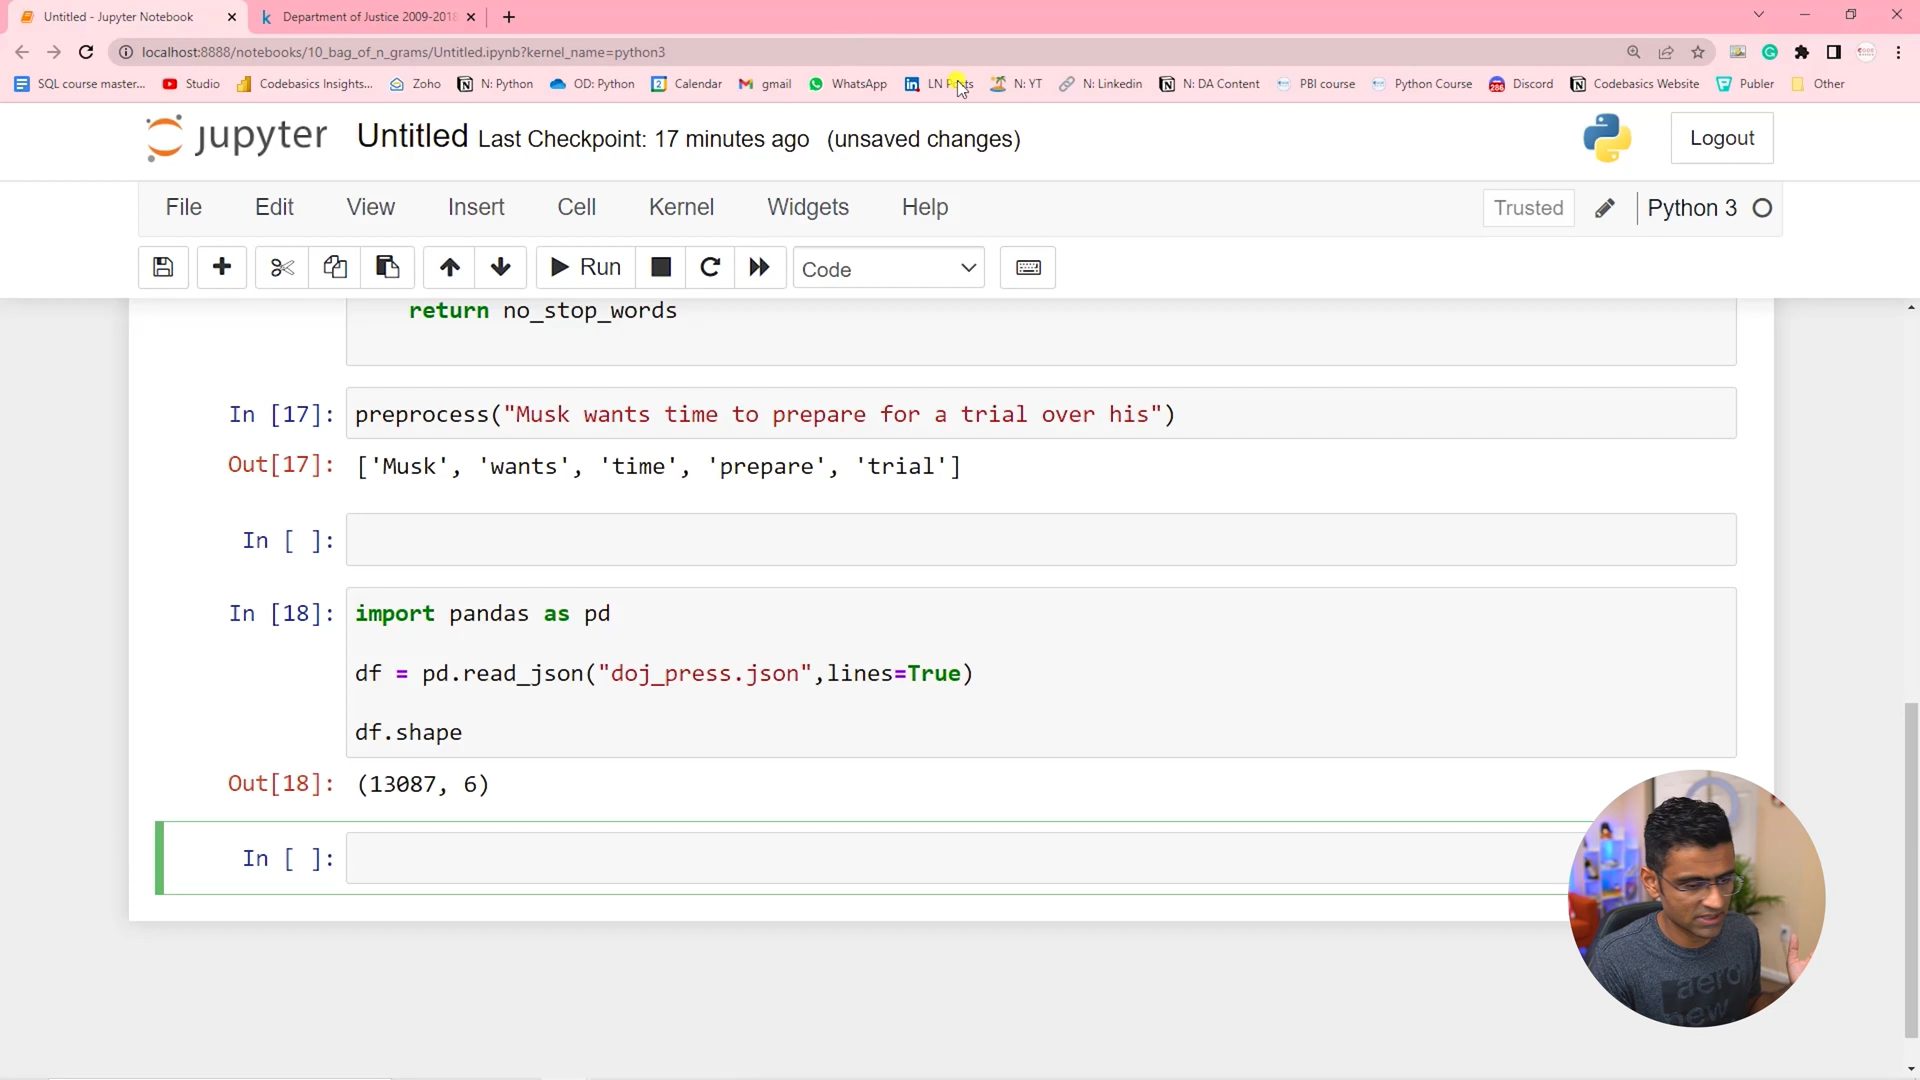 Untitled - Jupyter Notebook
Department of Justice 2009-2018
localhost:8888/notebooks/10_bag_of_n_grams/Untitled.ipynb?kernel_name=python3
SQL course master... Studio Codebasics Insights... Zoho N: Python OD: Python Calendar gmail WhatsApp LN Posts N: YT N: Linkedin N: DA Content PBI course Python Course Discord Codebasics Website Publer Other
jupyter Untitled Last Checkpoint: 17 minutes ago (unsaved changes)
Logout
File Edit View Insert Cell Kernel Widgets Help
Trusted Python 3
Run Code
return no_stop_words
In [17]: preprocess("Musk wants time to prepare for a trial over his")
Out[17]: ['Musk', 'wants', 'time', 'prepare', 'trial']
In [ ]:
In [18]: import pandas as pd
df = pd.read_json("doj_press.json",lines=True)
df.shape
Out[18]: (13087, 6)
In [ ]:
aero
new